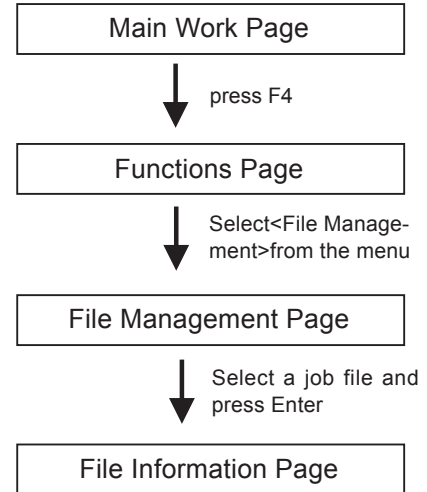 Main Work Page
press F4
Functions Page
Select<File Manage-
ment>from the menu
File Management Page
Select a job file and
press Enter
File Information Page